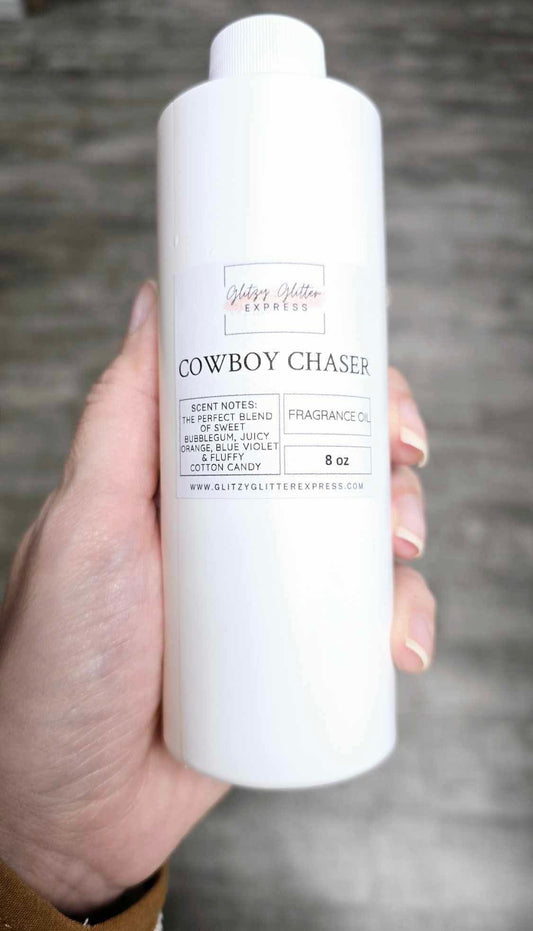 Glitzy Glitter
EXPRESS
COWBOY CHASER
SCENT NOTES:
THE PERFECT BLEND
OF SWEET
BUBBLEGUM, JUICY
ORANGE, BLUE VIOLET
& FLUFFY
COTTON CANDY
FRAGRANCE OIL
8 oz
WWW.GLITZYGLITTEREXPRESS.COM